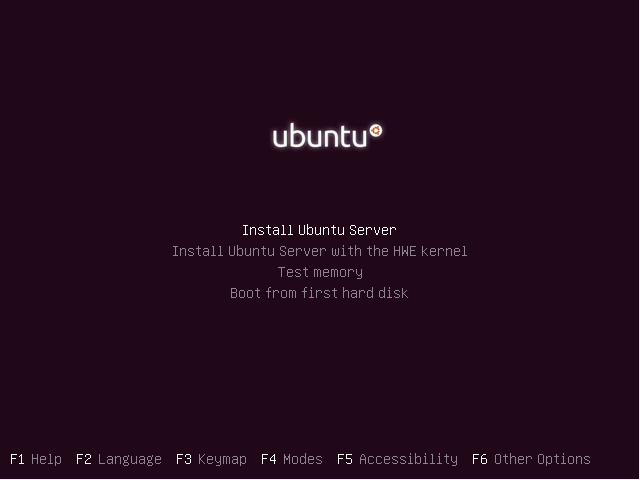 ubuntu
Install Ubuntu Server
Install Ubuntu Server with the HWE kernel
Test memory
Boot from first hard disk
F1 Help F2 Language F3 Keymap F4 Modes F5 Accessibility F6 Other Options